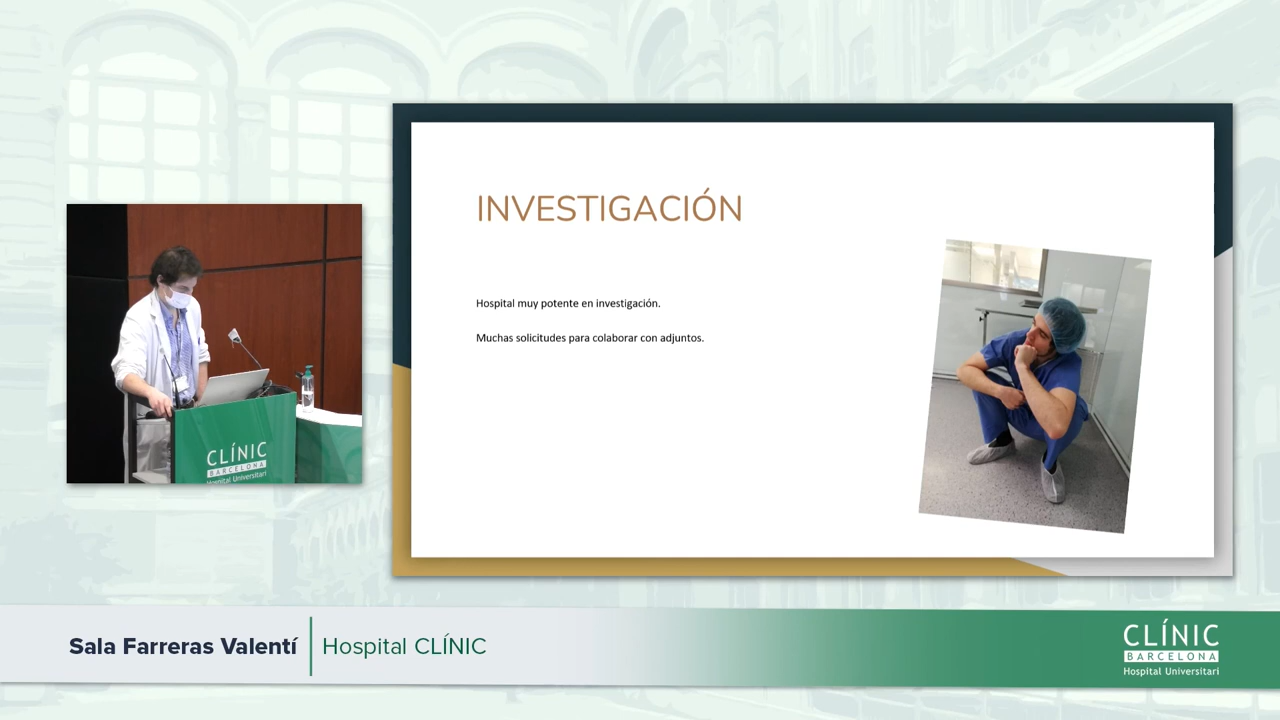 INVESTIGACIÓN
Hospital muy potente en investigación.
Muchas solicitudes para colaborar con adjuntos.
CLÍNIC
BARCELONA
Hospital Universitari
Sala Farreras Valentí
Hospital CLÍNIC
CLÍNIC
BARCELONA
Hospital Universitari